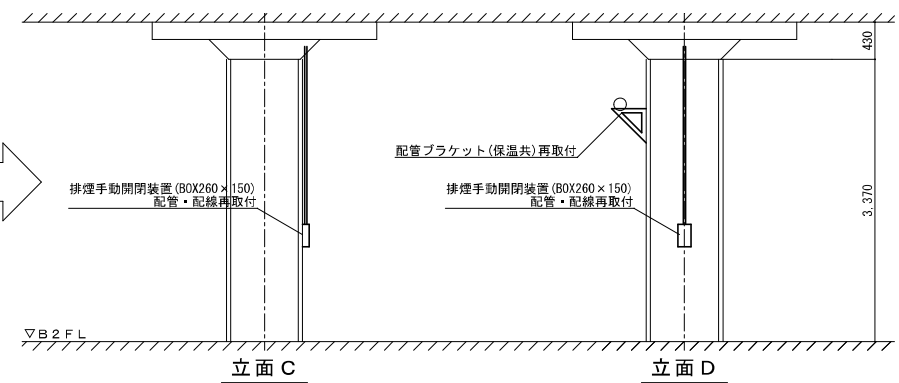 430
配管ブラケット(保温共)再取付
排煙手動開閉装置(BOX260×150)
配管・配線再取付
排煙手動開閉装置(BOX260×150)
配管・配線再取付
3,370
▽B2FL
立面C
立面D